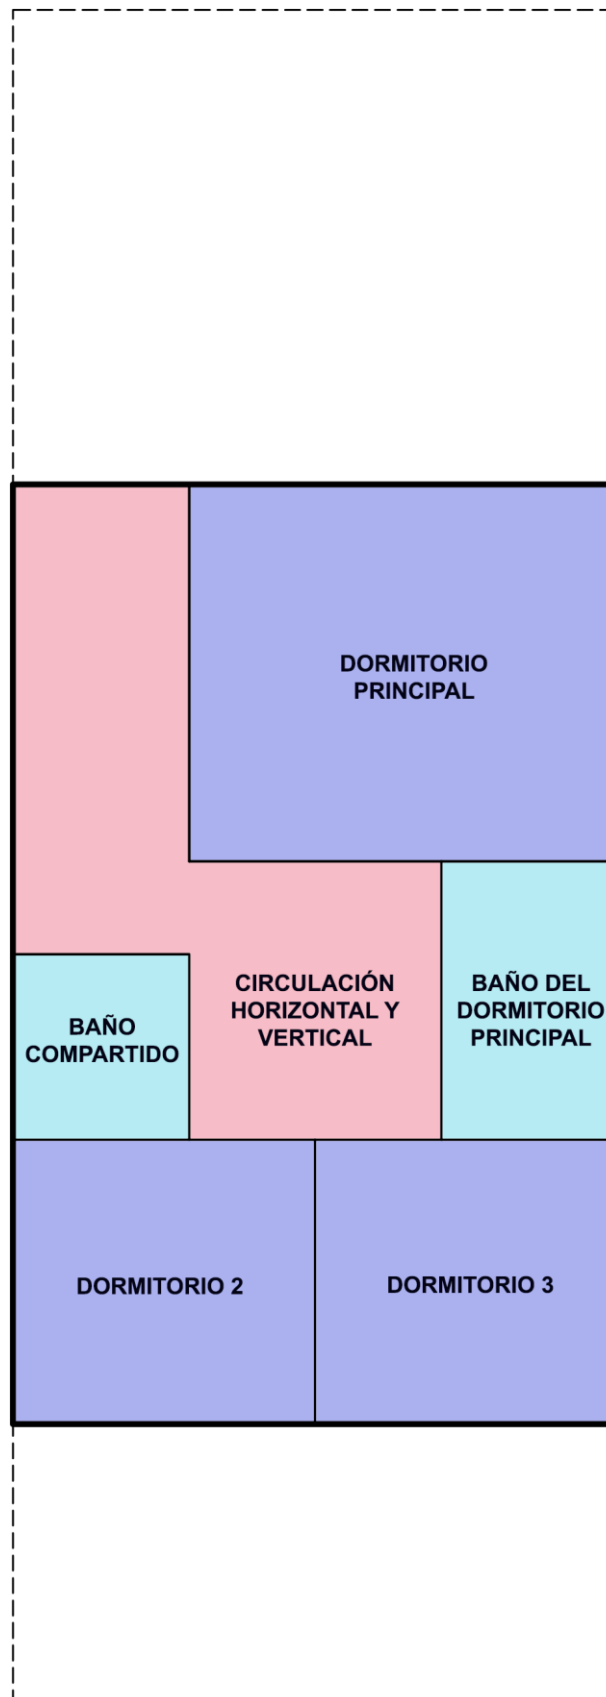 DORMITORIO
PRINCIPAL
CIRCULACIÓN
HORIZONTAL Y
VERTICAL
BAÑO DEL
DORMITORIO
PRINCIPAL
BAÑO
COMPARTIDO
DORMITORIO 2
DORMITORIO 3